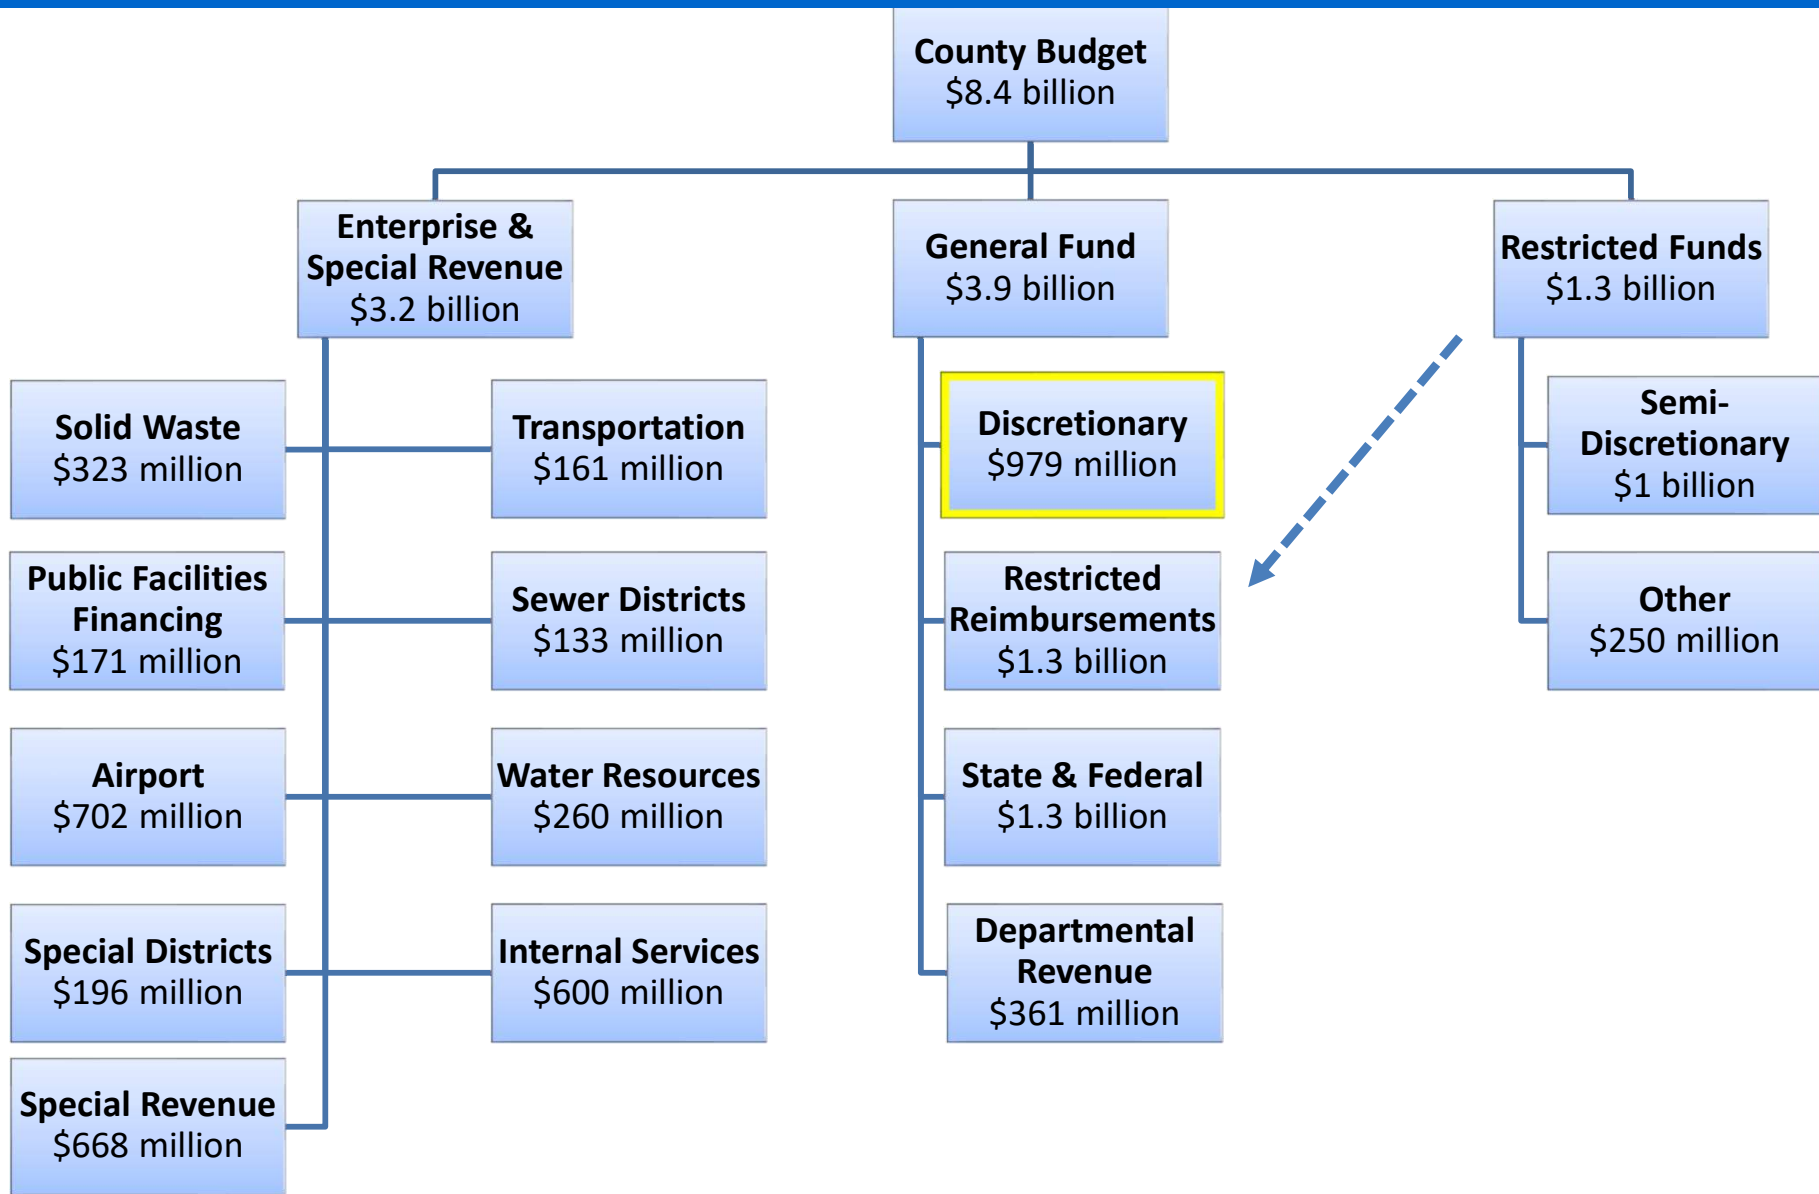 County Budget
$8.4 billion
Enterprise &
Special Revenue
$3.2 billion
General Fund
$3.9 billion
Restricted Funds
$1.3 billion
Solid Waste
$323 million
Transportation
$161 million
Discretionary
$979 million
Semi-
Discretionary
$1 billion
Public Facilities
Financing
$171 million
Sewer Districts
$133 million
Restricted
Reimbursements
$1.3 billion
Other
$250 million
Airport
$702 million
Water Resources
$260 million
State & Federal
$1.3 billion
Special Districts
$196 million
Internal Services
$600 million
Departmental
Revenue
$361 million
Special Revenue
$668 million